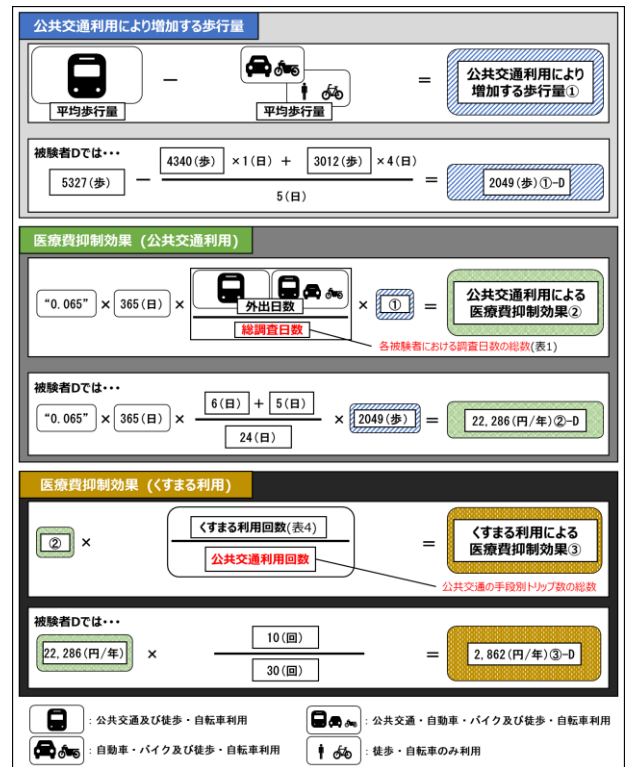 公共交通利用により増加する歩行量
平均歩行量
－
平均歩行量
＝
公共交通利用により
増加する歩行量①
被験者Dでは・・・
5327(歩) － 4340(歩) ×1(日) ＋ 3012(歩) ×4(日)
5(日)
＝ 2049(歩)①-D
医療費抑制効果 (公共交通利用)
“0.065” × 365(日) ×
外出日数
総調査日数
× ① ＝
公共交通利用による
医療費抑制効果②
各被験者における調査日数の総数(表1)
被験者Dでは・・・
“0.065” × 365(日) × 6(日) ＋ 5(日)
24(日)
× 2049(歩) ＝ 22,286(円/年)②-D
医療費抑制効果 (くすまる利用)
② ×
くすまる利用回数(表4)
公共交通利用回数
＝
くすまる利用による
医療費抑制効果③
公共交通の手段別トリップ数の総数
被験者Dでは・・・
22,286(円/年) × 10(回)
30(回)
＝ 2,862(円/年)③-D
：公共交通及び徒歩・自転車利用
：公共交通・自動車・バイク及び徒歩・自転車利用
：自動車・バイク及び徒歩・自転車利用
：徒歩・自転車のみ利用